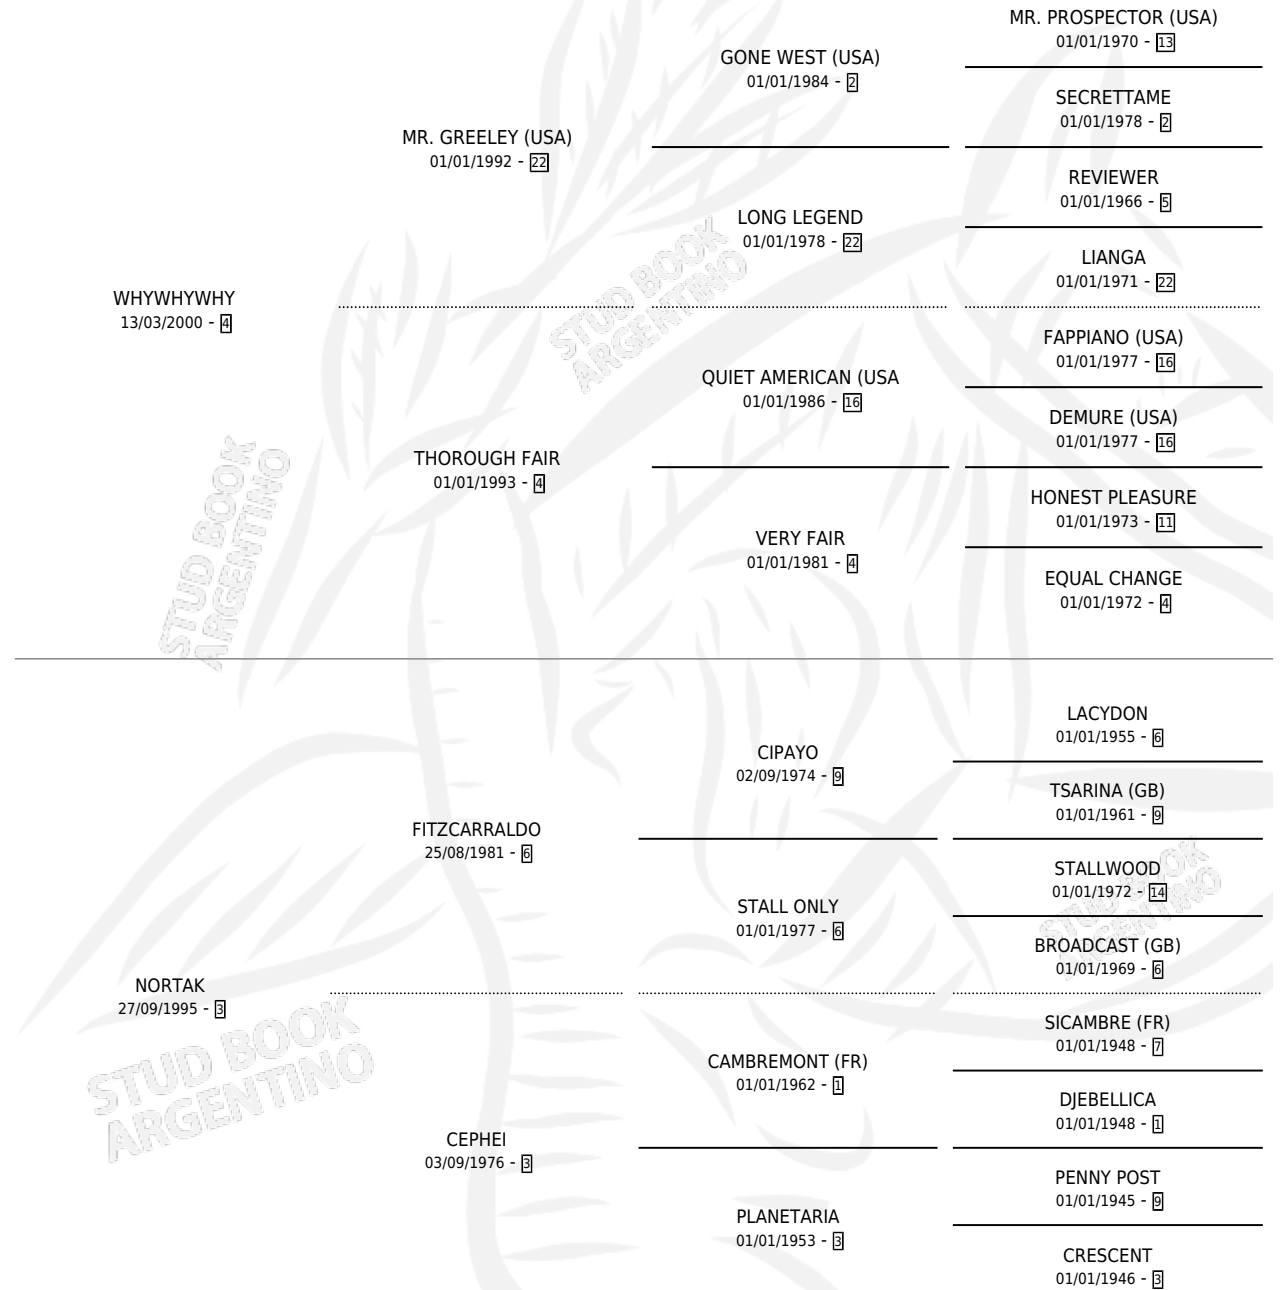 MR. PROSPECTOR (USA)
01/01/1970 - 13
GONE WEST (USA)
01/01/1984 - 2
SECRETTAME
01/01/1978 - 2
MR. GREELEY (USA)
01/01/1992 - 22
REVIEWER
01/01/1966 - 5
LONG LEGEND
01/01/1978 - 22
LIANGA
01/01/1971 - 22
WHYWHYWHY
13/03/2000 - 4
STUD BOOK
ARGENTINO
FAPPIANO (USA)
01/01/1977 - 16
QUIET AMERICAN (USA
01/01/1986 - 16
DEMURE (USA)
01/01/1977 - 16
THOROUGH FAIR
01/01/1993 - 4
HONEST PLEASURE
01/01/1973 - 11
VERY FAIR
01/01/1981 - 4
EQUAL CHANGE
01/01/1972 - 4
STUD BOOK
ARGENTINO
LACYDON
01/01/1955 - 6
CIPAYO
02/09/1974 - 9
TSARINA (GB)
01/01/1961 - 9
FITZCARRALDO
25/08/1981 - 6
STALLWOOD
01/01/1972 - 14
STALL ONLY
01/01/1977 - 6
BROADCAST (GB)
01/01/1969 - 6
STUD BOOK
ARGENTINO
NORTAK
27/09/1995 - 3
SICAMBRE (FR)
01/01/1948 - 7
CAMBREMONT (FR)
01/01/1962 - 1
DJEBELLICA
01/01/1948 - 1
STUD BOOK
ARGENTINO
CEPHEI
03/09/1976 - 3
PENNY POST
01/01/1945 - 9
PLANETARIA
01/01/1953 - 3
CRESCENT
01/01/1946 - 3